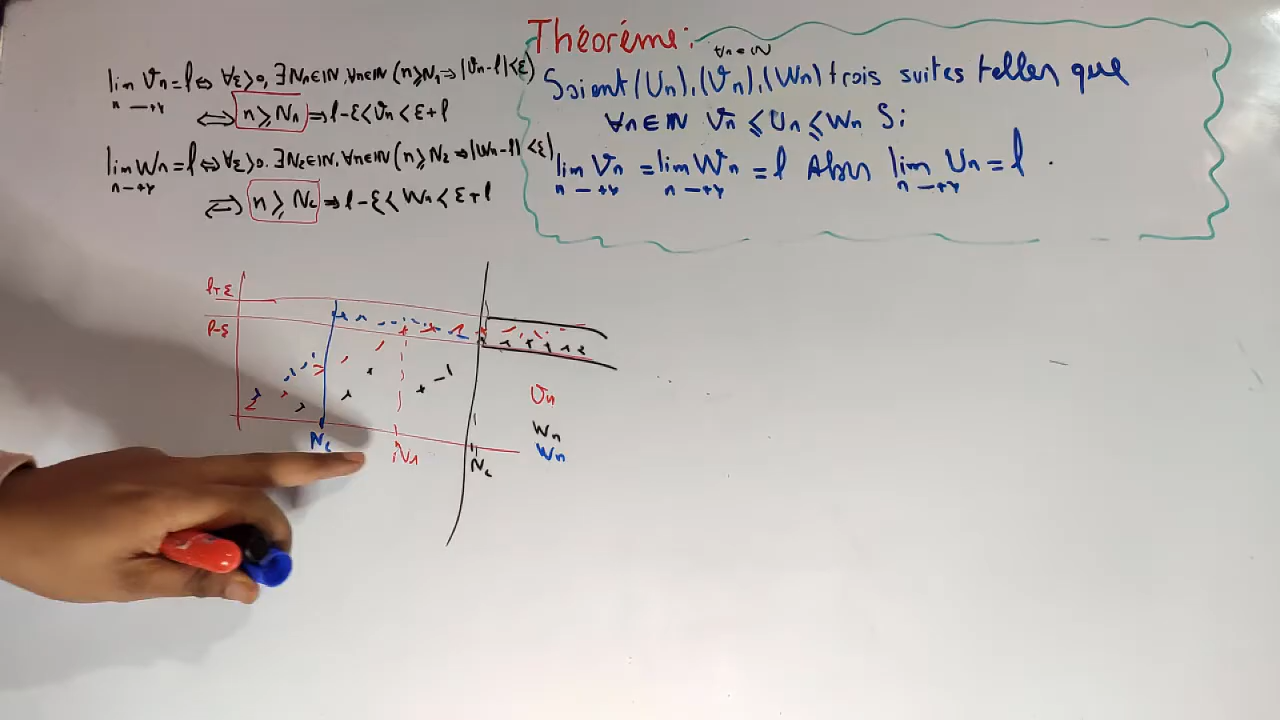 Théoréme:
∀n∈ℕ
Soient (Un), (Vn), (Wn) trois suites telles que
∀n∈ℕ Vn ≤ Un ≤ Wn Si
lim Vn = lim Wn = l Alors lim Un = l.
n→+∞ n→+∞ n→+∞
lim Vn = l ⇔ ∀ε>0, ∃N1∈ℕ, ∀n∈ℕ (n≥N1 ⇒ |Vn-l|<ε)
n→+∞
⇔ n≥N1 ⇒ l-ε<Vn<ε+l
lim Wn = l ⇔ ∀ε>0, ∃N2∈ℕ, ∀n∈ℕ (n≥N2 ⇒ |Wn-l|<ε)
n→+∞
⇔ n≥N2 ⇒ l-ε<Wn<ε+l
l+ε
l-ε
Vn
Wn
Wn
N2
N1
N2